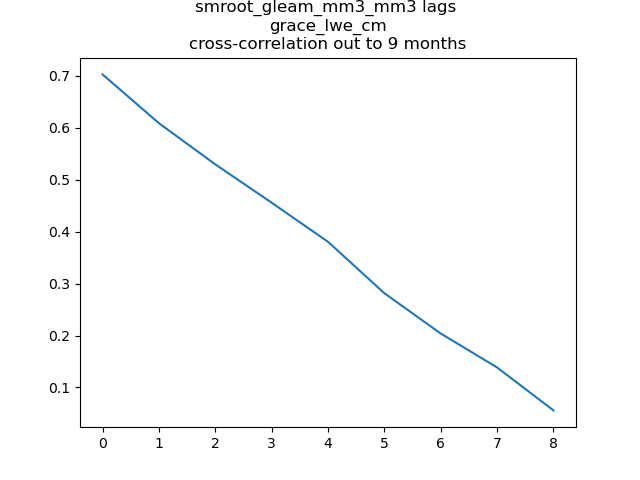 smroot_gleam_mm3_mm3 lags
grace_lwe_cm
cross-correlation out to 9 months
0.7
0.6
0.5
0.4
0.3
0.2
0.1
0 1 2 3 4 5 6 7 8